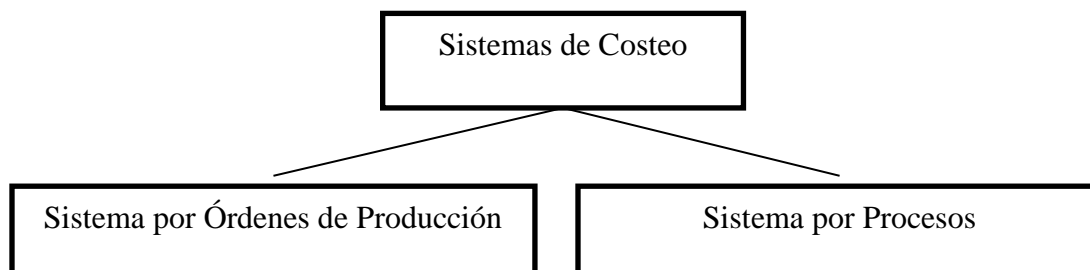 Sistemas de Costeo
Sistema por Órdenes de Producción
Sistema por Procesos